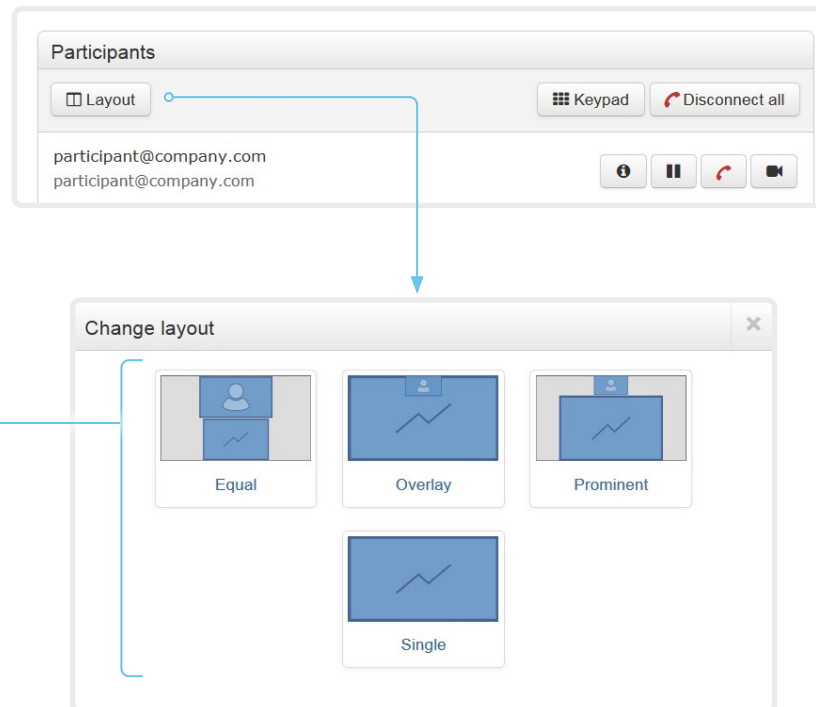 Participants
Layout
Keypad
Disconnect all
participant@company.com
participant@company.com
Change layout
Equal
Overlay
Prominent
Single